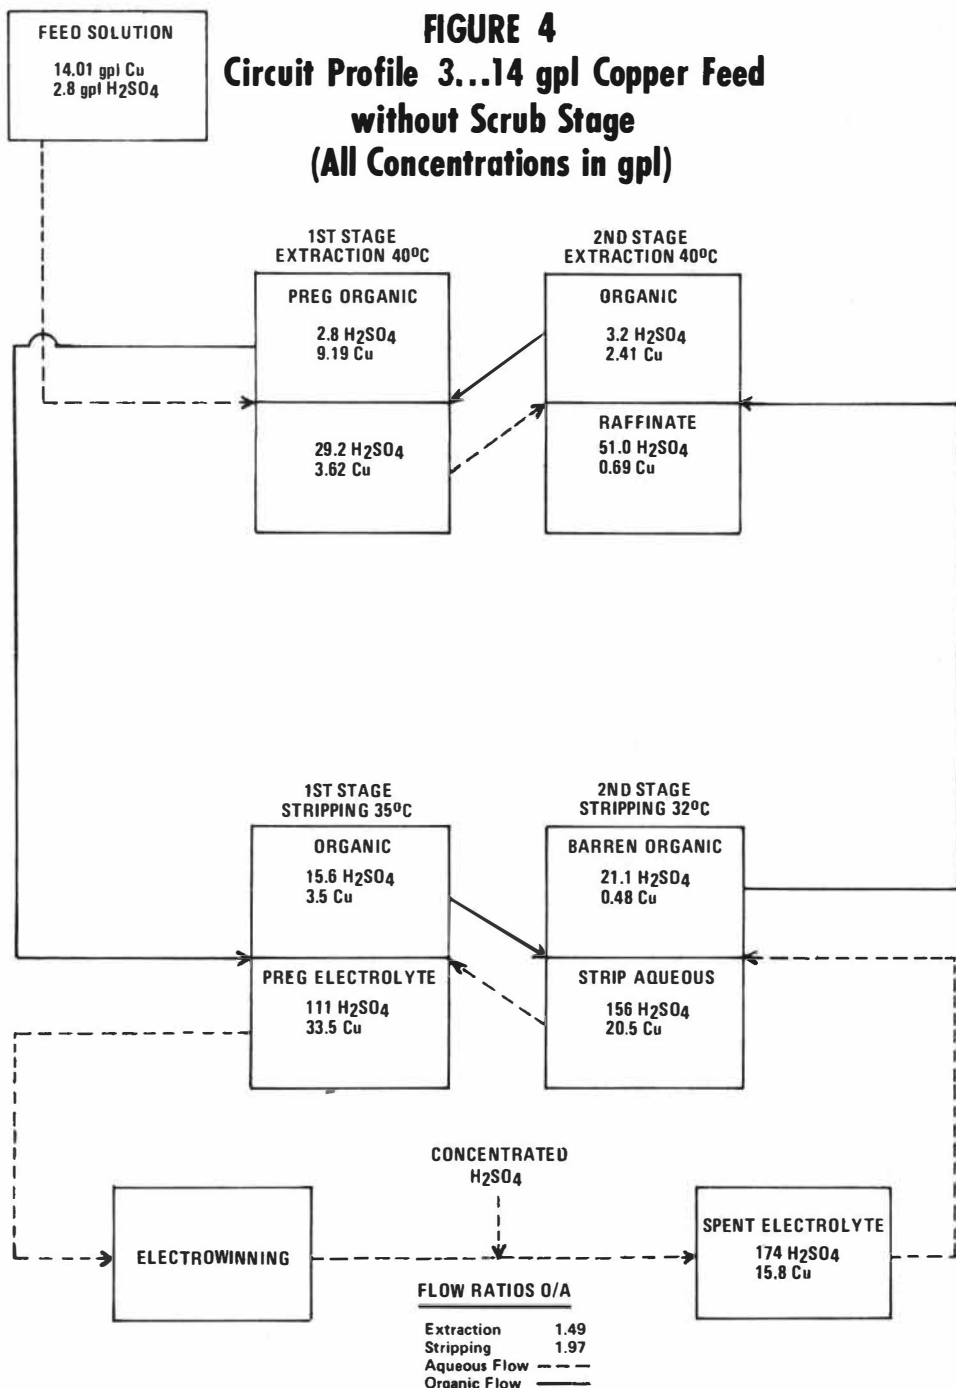 FIGURE 4
Circuit Profile 3...14 gpl Copper Feed
without Scrub Stage
(All Concentrations in gpl)
FEED SOLUTION
14.01 gpl Cu
2.8 gpl H₂SO₄
1ST STAGE
EXTRACTION 40⁰C
PREG ORGANIC
2.8 H₂SO₄
9.19 Cu
29.2 H₂SO₄
3.62 Cu
2ND STAGE
EXTRACTION 40⁰C
ORGANIC
3.2 H₂SO₄
2.41 Cu
RAFFINATE
51.0 H₂SO₄
0.69 Cu
1ST STAGE
STRIPPING 35⁰C
ORGANIC
15.6 H₂SO₄
3.5 Cu
PREG ELECTROLYTE
111 H₂SO₄
33.5 Cu
2ND STAGE
STRIPPING 32⁰C
BARREN ORGANIC
21.1 H₂SO₄
0.48 Cu
STRIP AQUEOUS
156 H₂SO₄
20.5 Cu
CONCENTRATED
H₂SO₄
ELECTROWINNING
SPENT ELECTROLYTE
174 H₂SO₄
15.8 Cu
FLOW RATIOS O/A
Extraction 1.49
Stripping 1.97
Aqueous Flow
Organic Flow